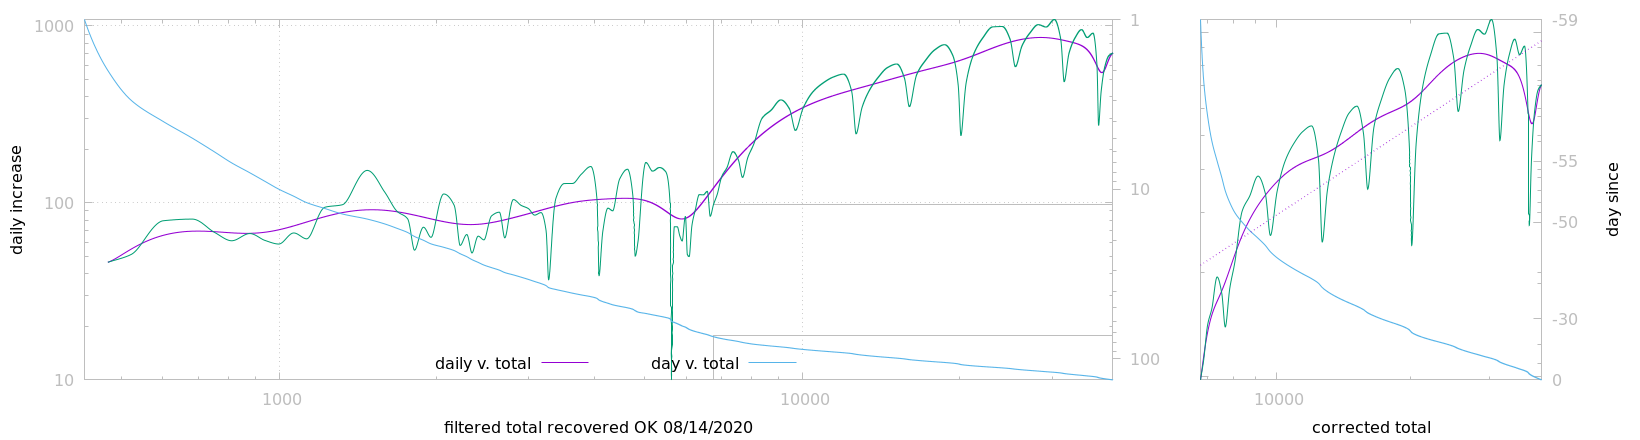 1000
100
10
daily increase
1000
10000
filtered total recovered OK 08/14/2020
daily v. total
day v. total
1
10
100
10000
corrected total
-59
-55
-50
-30
0
day since